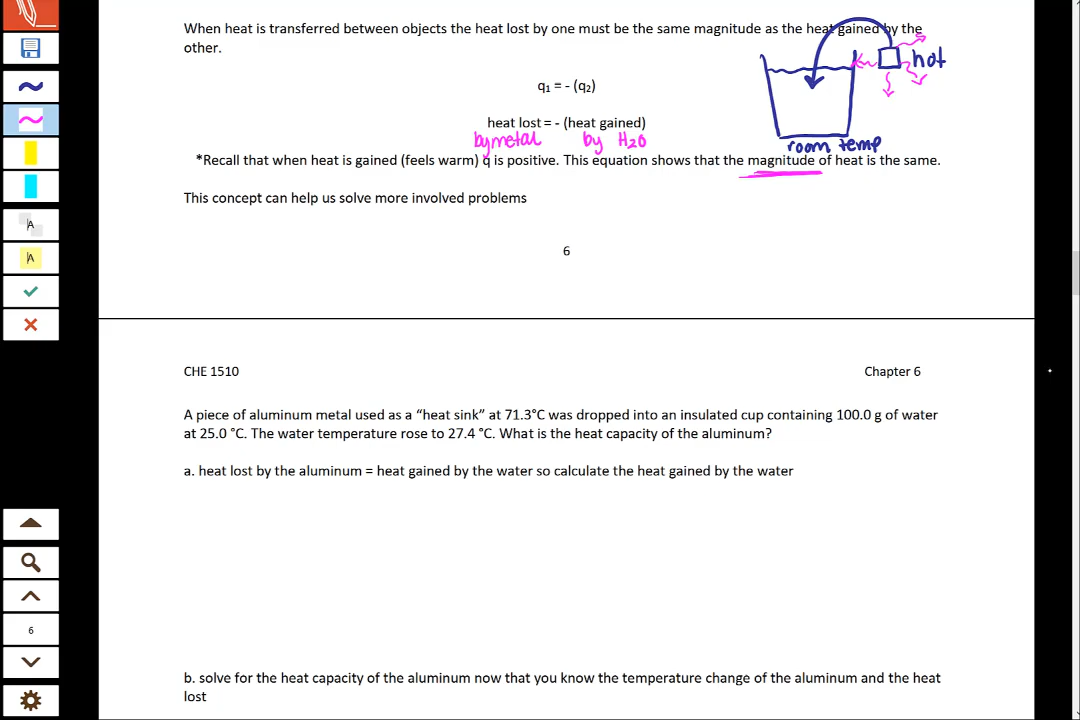 When heat is transferred between objects the heat lost by one must be the same magnitude as the heat gained by the
other.
hot
q₁ = - (q₂)
heat lost = - (heat gained)
by metal by H₂O
room temp
*Recall that when heat is gained (feels warm) q is positive. This equation shows that the magnitude of heat is the same.
This concept can help us solve more involved problems
6
CHE 1510 Chapter 6
A piece of aluminum metal used as a “heat sink” at 71.3°C was dropped into an insulated cup containing 100.0 g of water
at 25.0 °C. The water temperature rose to 27.4 °C. What is the heat capacity of the aluminum?
a. heat lost by the aluminum = heat gained by the water so calculate the heat gained by the water
b. solve for the heat capacity of the aluminum now that you know the temperature change of the aluminum and the heat
lost
A
A
6